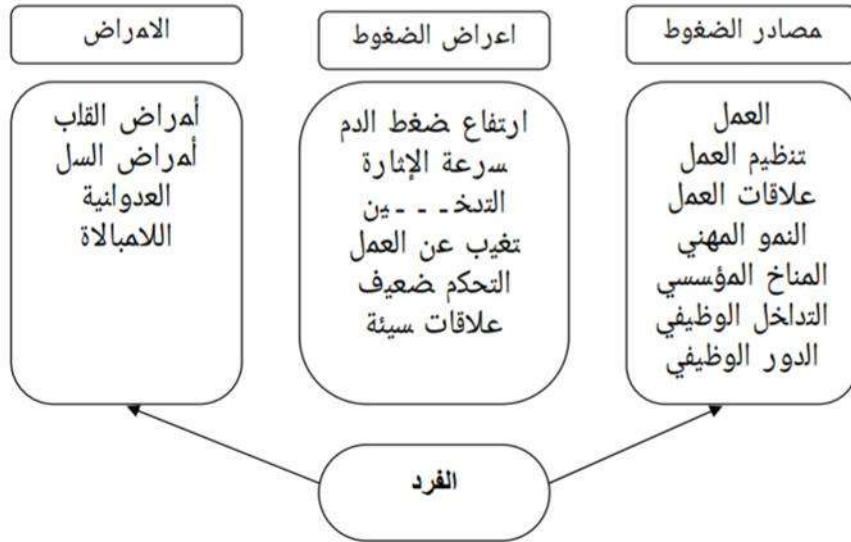 مصادر الضغوط
العمل
تنظيم العمل
علاقات العمل
النمو المهني
المناخ المؤسسي
التداخل الوظيفي
الدور الوظيفي
اعراض الضغوط
ارتفاع ضغط الدم
سرعة الإثارة
التدخـ ـ ـ ين
تغيب عن العمل
التحكم ضعيف
علاقات سيئة
الامراض
أمراض القلب
أمراض السل
العدوانية
اللامبالاة
الفرد